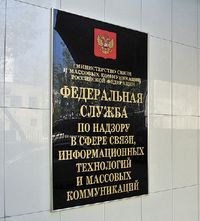 МИНИСТЕРСТВО СВЯЗИ
И МАССОВЫХ КОММУНИКАЦИЙ
РОССИЙСКОЙ ФЕДЕРАЦИИ
ФЕДЕРАЛЬНАЯ
СЛУЖБА
ПО НАДЗОРУ
В СФЕРЕ СВЯЗИ,
ИНФОРМАЦИОННЫХ
ТЕХНОЛОГИЙ
И МАССОВЫХ
КОММУНИКАЦИЙ